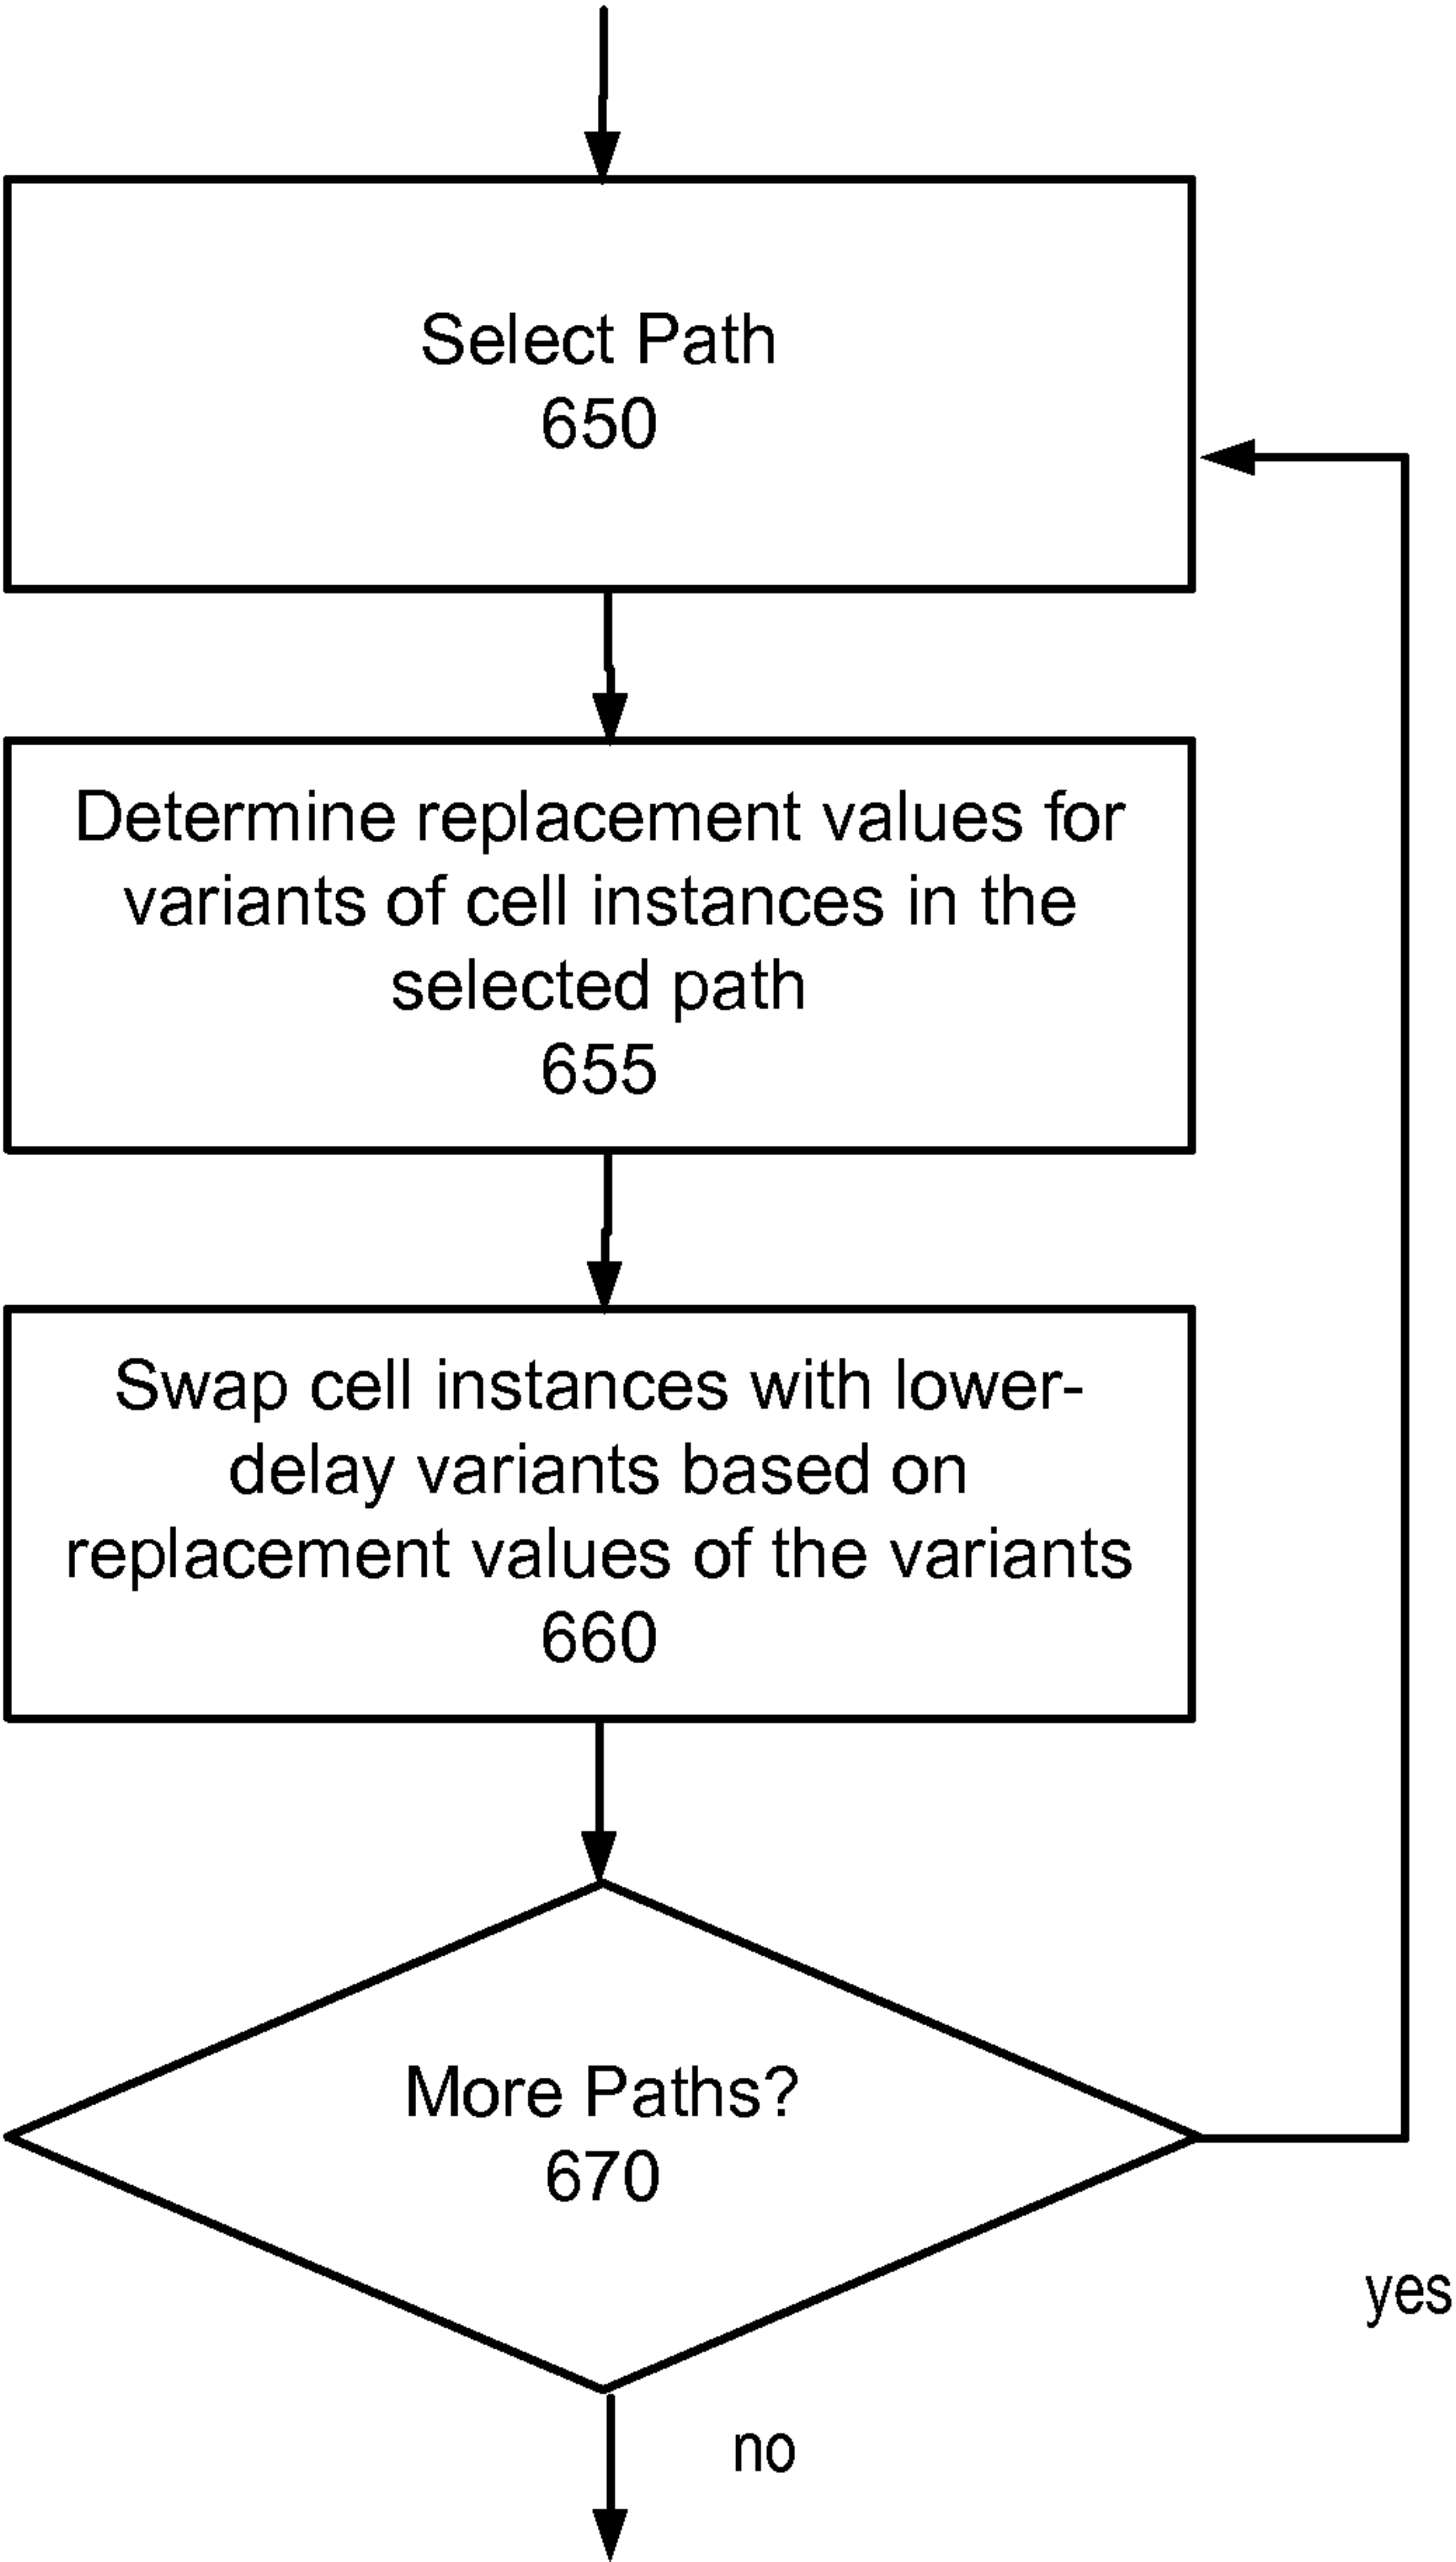 Select Path
650
Determine replacement values for
variants of cell instances in the
selected path
655
Swap cell instances with lower-
delay variants based on
replacement values of the variants
660
More Paths?
670
yes
no